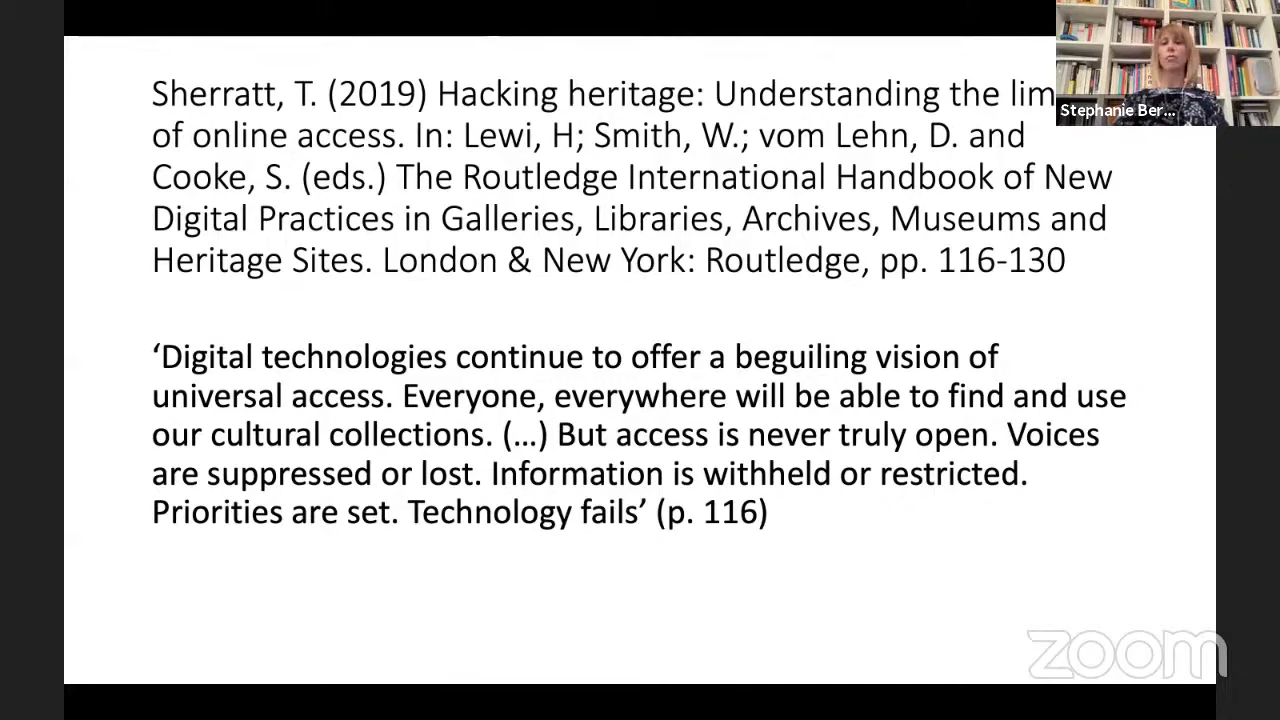 Sherratt, T. (2019) Hacking heritage: Understanding the lim
of online access. In: Lewi, H; Smith, W.; vom Lehn, D. and
Cooke, S. (eds.) The Routledge International Handbook of New
Digital Practices in Galleries, Libraries, Archives, Museums and
Heritage Sites. London & New York: Routledge, pp. 116-130
‘Digital technologies continue to offer a beguiling vision of
universal access. Everyone, everywhere will be able to find and use
our cultural collections. (…) But access is never truly open. Voices
are suppressed or lost. Information is withheld or restricted.
Priorities are set. Technology fails’ (p. 116)
Stephanie Ber...
zoom